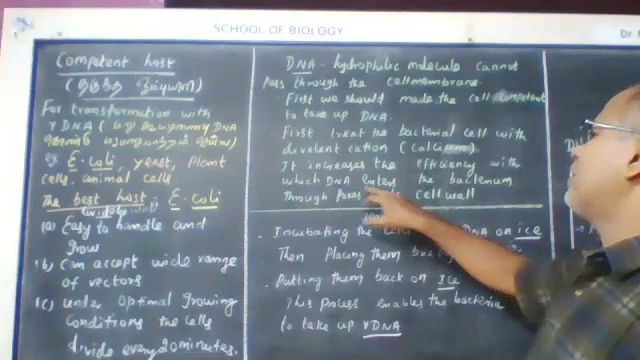 SCHOOL OF BIOLOGY
Dr.
Competent host
For transformation with
r DNA (
E. coli, yeast, Plant
cells. animal cells
The best host: E. coli
(a) Easy to handle and
grow
(b) Can accept wide range
of vectors
(c) Under optimal growing
conditions the cells
divide every 20 minutes.
DNA - hydrophilic molecule cannot
pass through the cell membrane
. First we should made the cell competent
to take up DNA.
First treat the bacterial cell with
divalent cation (calci
. It increases the efficiency with
which DNA enters the bacterium
through Pores cell wall
. Incubating the DNA on ice
. Then placing them
. Putting them back on Ice
This process enables the bacteria
to take up rDNA